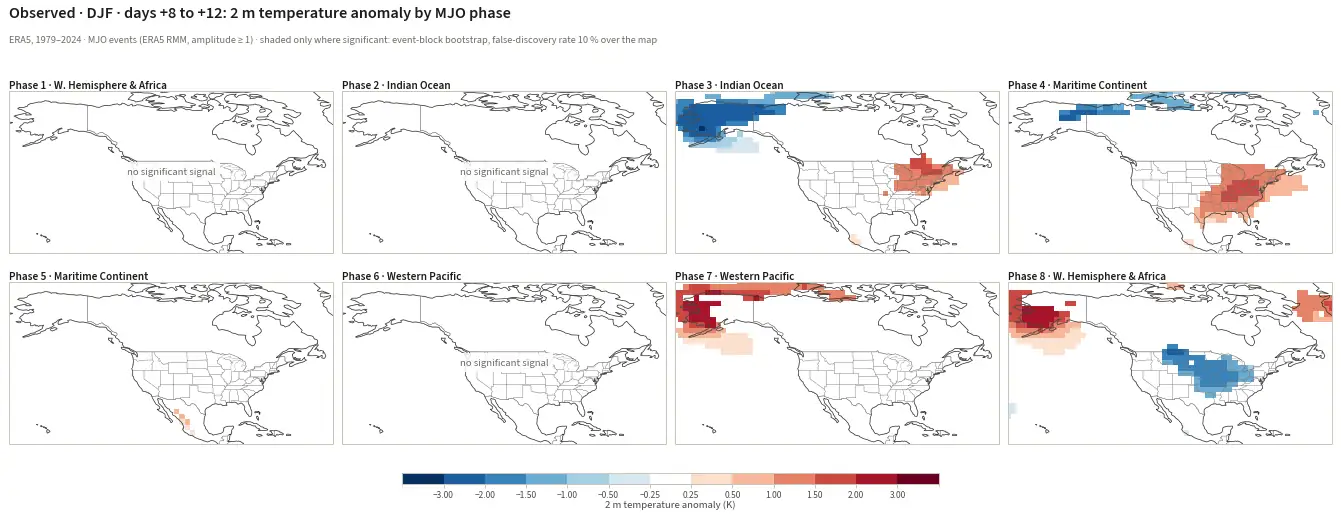 Observed · DJF · days +8 to +12: 2 m temperature anomaly by MJO phase
ERA5, 1979–2024 · MJO events (ERA5 RMM, amplitude ≥ 1) · shaded only where significant: event-block bootstrap, false-discovery rate 10 % over the map
Phase 1 · W. Hemisphere & Africa
Phase 2 · Indian Ocean
Phase 3 · Indian Ocean
Phase 4 · Maritime Continent
no significant signal
no significant signal
Phase 5 · Maritime Continent
Phase 6 · Western Pacific
Phase 7 · Western Pacific
Phase 8 · W. Hemisphere & Africa
no significant signal
−3.00 −2.00 −1.50 −1.00 −0.50 −0.25 0.25 0.50 1.00 1.50 2.00 3.00
2 m temperature anomaly (K)